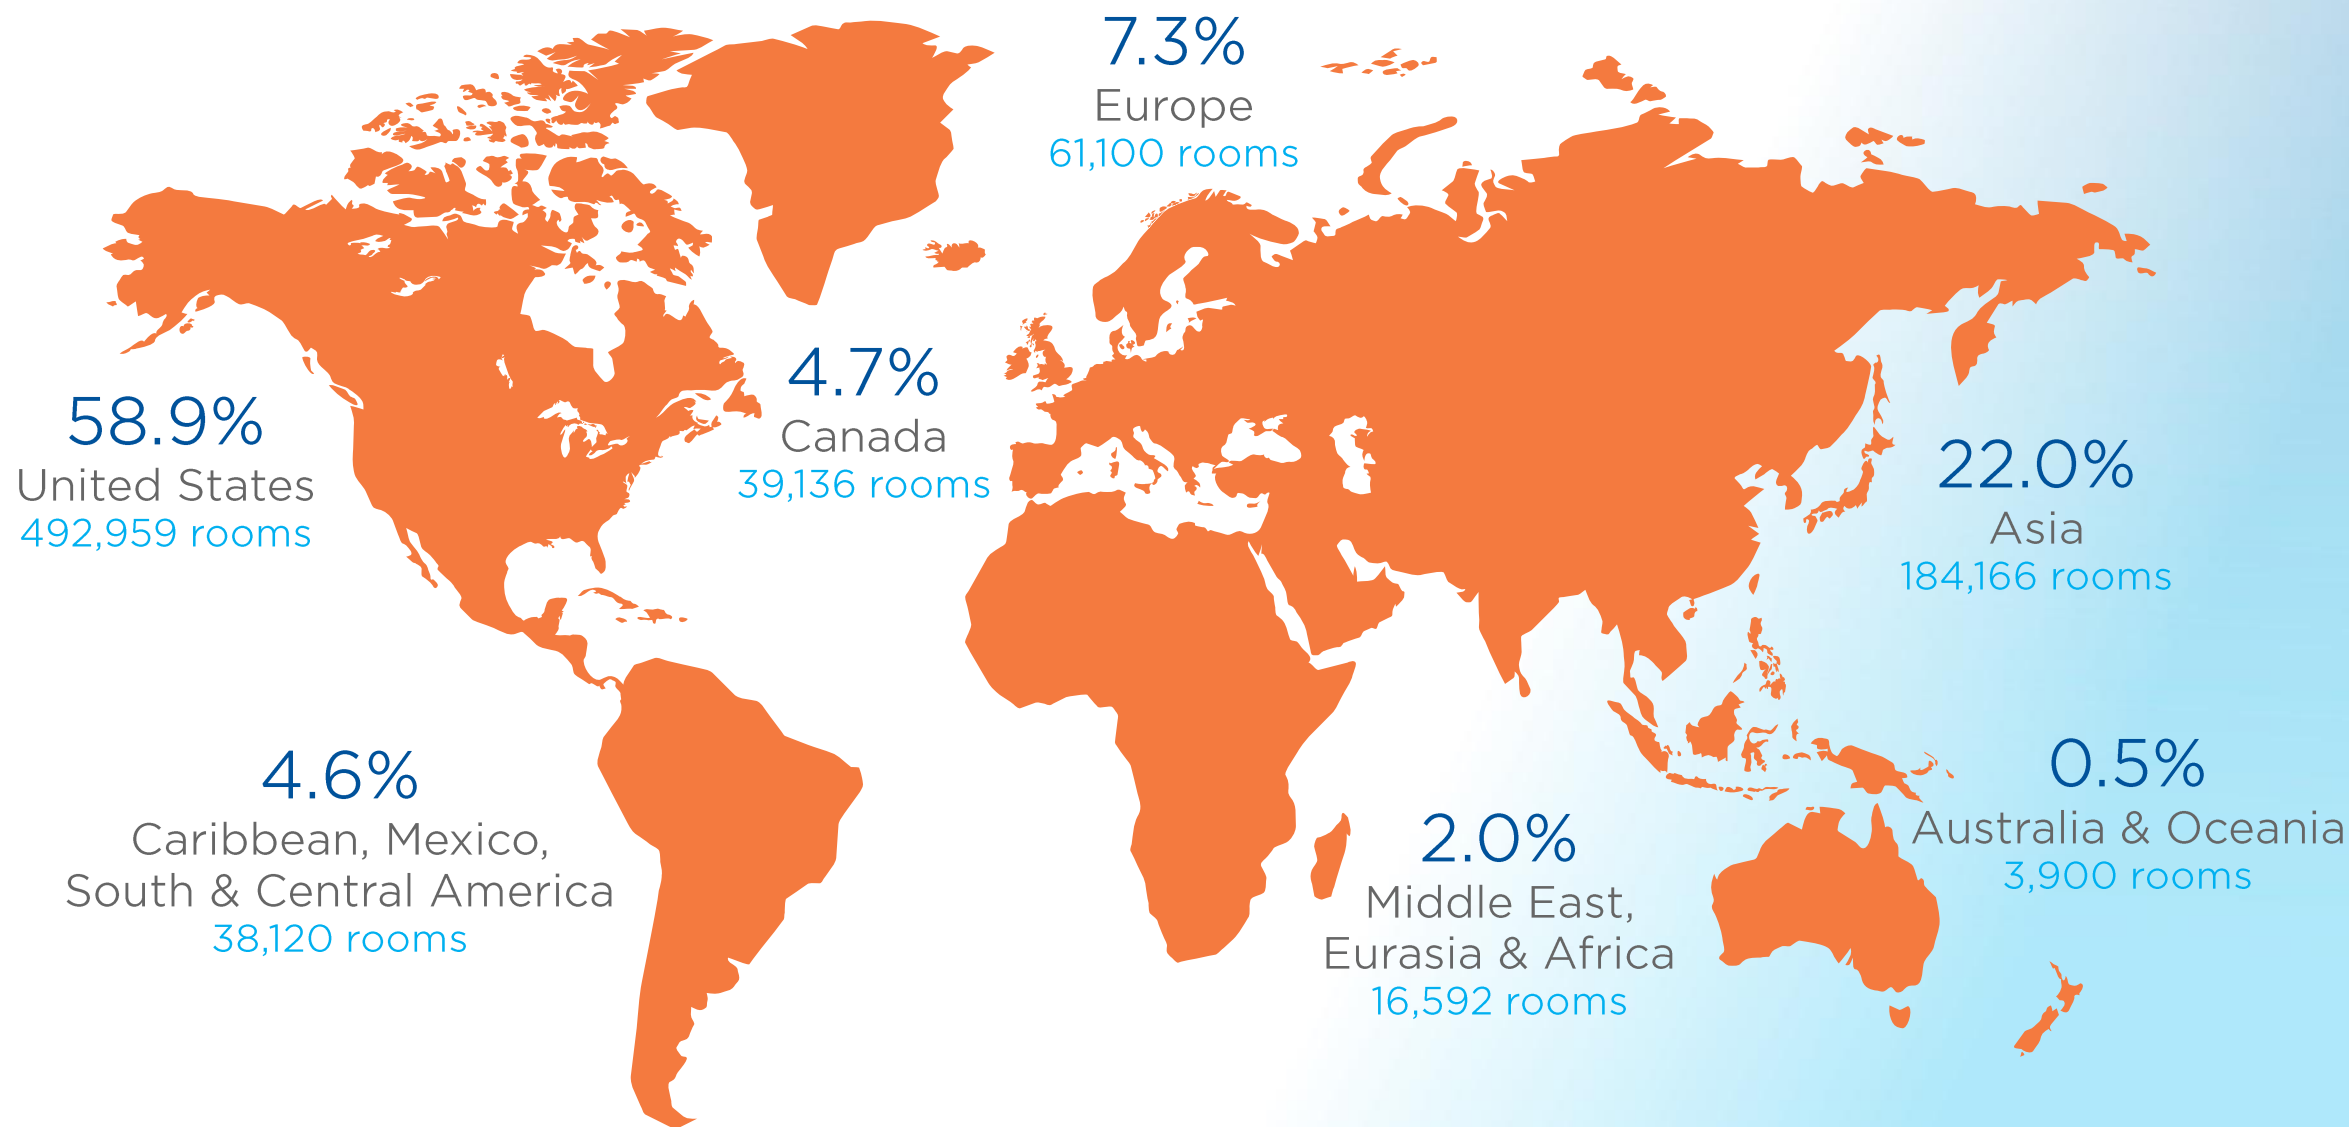 7.3%
Europe
61,100 rooms
4.7%
Canada
39,136 rooms
58.9%
United States
492,959 rooms
22.0%
Asia
184,166 rooms
4.6%
Caribbean, Mexico,
South & Central America
38,120 rooms
2.0%
Middle East,
Eurasia & Africa
16,592 rooms
0.5%
Australia & Oceania
3,900 rooms